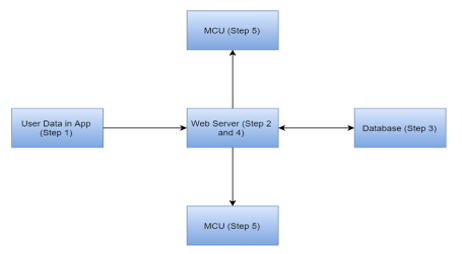 MCU (Step 5)
User Data in App
(Step 1)
Web Server (Step 2
and 4)
Database (Step 3)
MCU (Step 5)